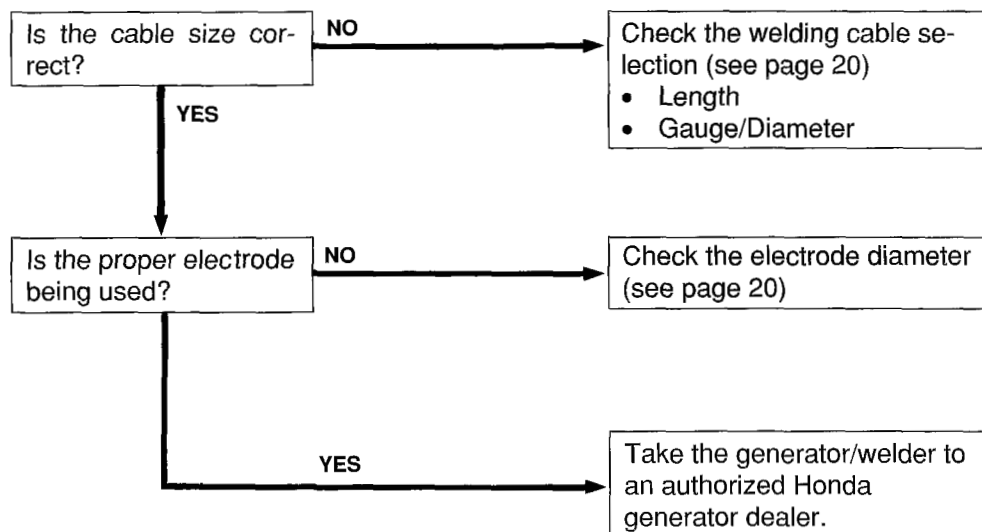 Is the cable size cor-
rect?
NO
Check the welding cable se-
lection (see page 20)
• Length
• Gauge/Diameter
YES
Is the proper electrode
being used?
NO
Check the electrode diameter
(see page 20)
YES
Take the generator/welder to
an authorized Honda
generator dealer.